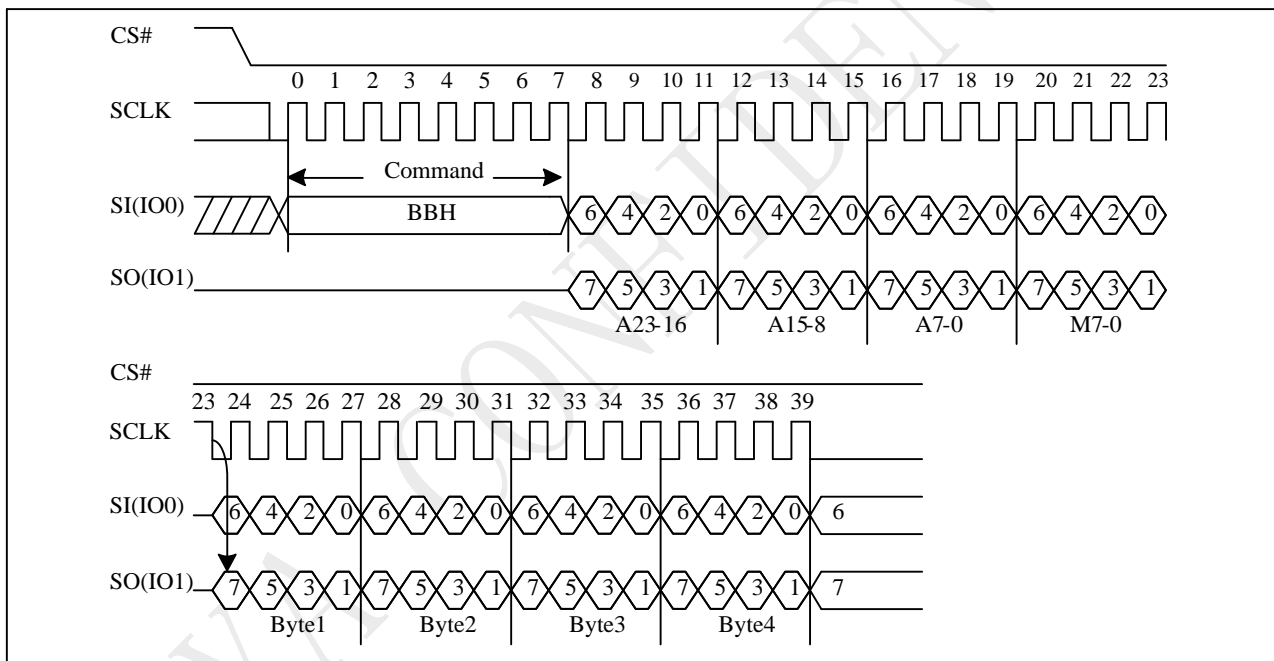 CS#
0 1 2 3 4 5 6 7 8 9 10 11 12 13 14 15 16 17 18 19 20 21 22 23
SCLK
Command
SI(IO0) BBH 6 4 2 0 6 4 2 0 6 4 2 0 6 4 2 0
SO(IO1) 7 5 3 1 7 5 3 1 7 5 3 1 7 5 3 1
A23-16 A15-8 A7-0 M7-0
CS#
23 24 25 26 27 28 29 30 31 32 33 34 35 36 37 38 39
SCLK
SI(IO0) 6 4 2 0 6 4 2 0 6 4 2 0 6 4 2 0 6
SO(IO1) 7 5 3 1 7 5 3 1 7 5 3 1 7 5 3 1 7
Byte1 Byte2 Byte3 Byte4
VA CONFIDEN